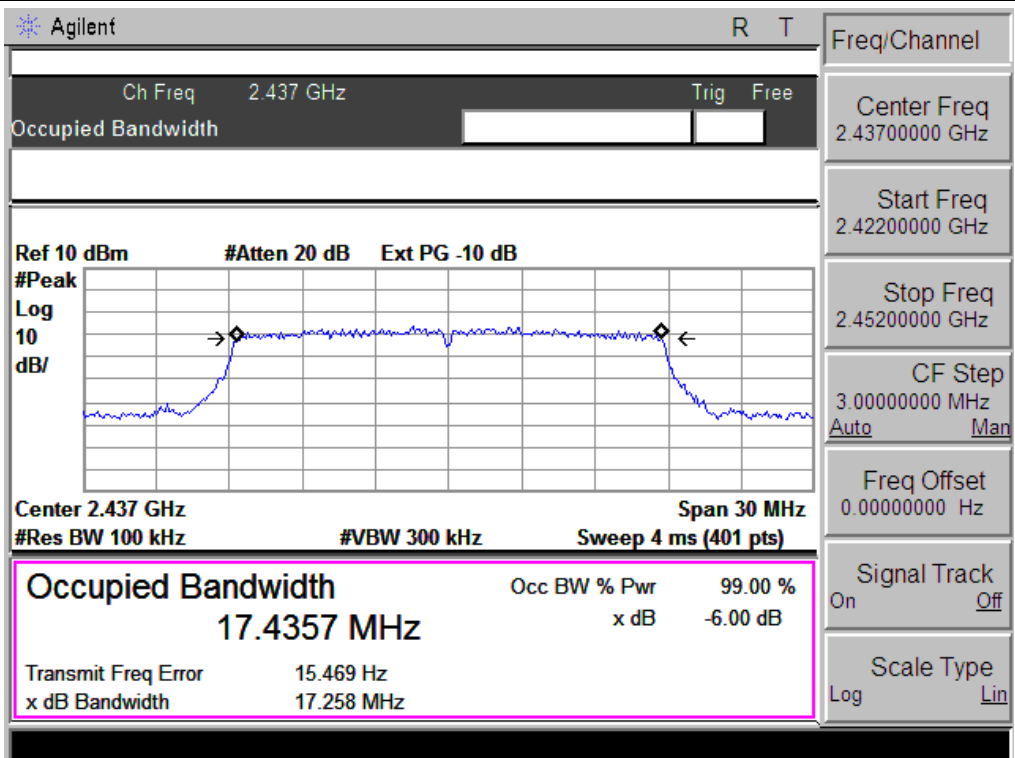 Agilent R T
Ch Freq 2.437 GHz Trig Free
Occupied Bandwidth
Ref 10 dBm #Atten 20 dB Ext PG -10 dB
#Peak
Log
10
dB/
Center 2.437 GHz Span 30 MHz
#Res BW 100 kHz #VBW 300 kHz Sweep 4 ms (401 pts)
Occupied Bandwidth Occ BW % Pwr 99.00 %
17.4357 MHz x dB -6.00 dB
Transmit Freq Error 15.469 Hz
x dB Bandwidth 17.258 MHz
Freq/Channel
Center Freq
2.43700000 GHz
Start Freq
2.42200000 GHz
Stop Freq
2.45200000 GHz
CF Step
3.00000000 MHz
Auto Man
Freq Offset
0.00000000 Hz
Signal Track
On Off
Scale Type
Log Lin